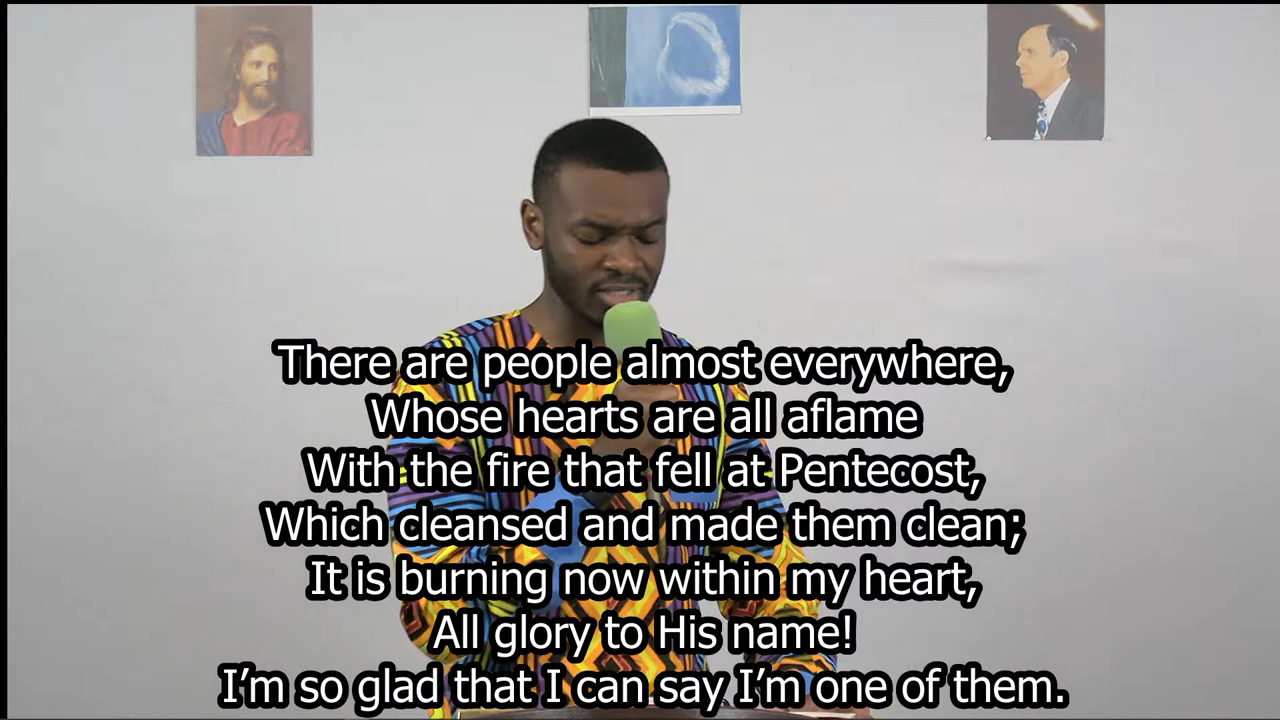 There are people almost everywhere,
Whose hearts are all aflame
With the fire that fell at Pentecost,
Which cleansed and made them clean;
It is burning now within my heart,
All glory to His name!
I’m so glad that I can say I’m one of them.